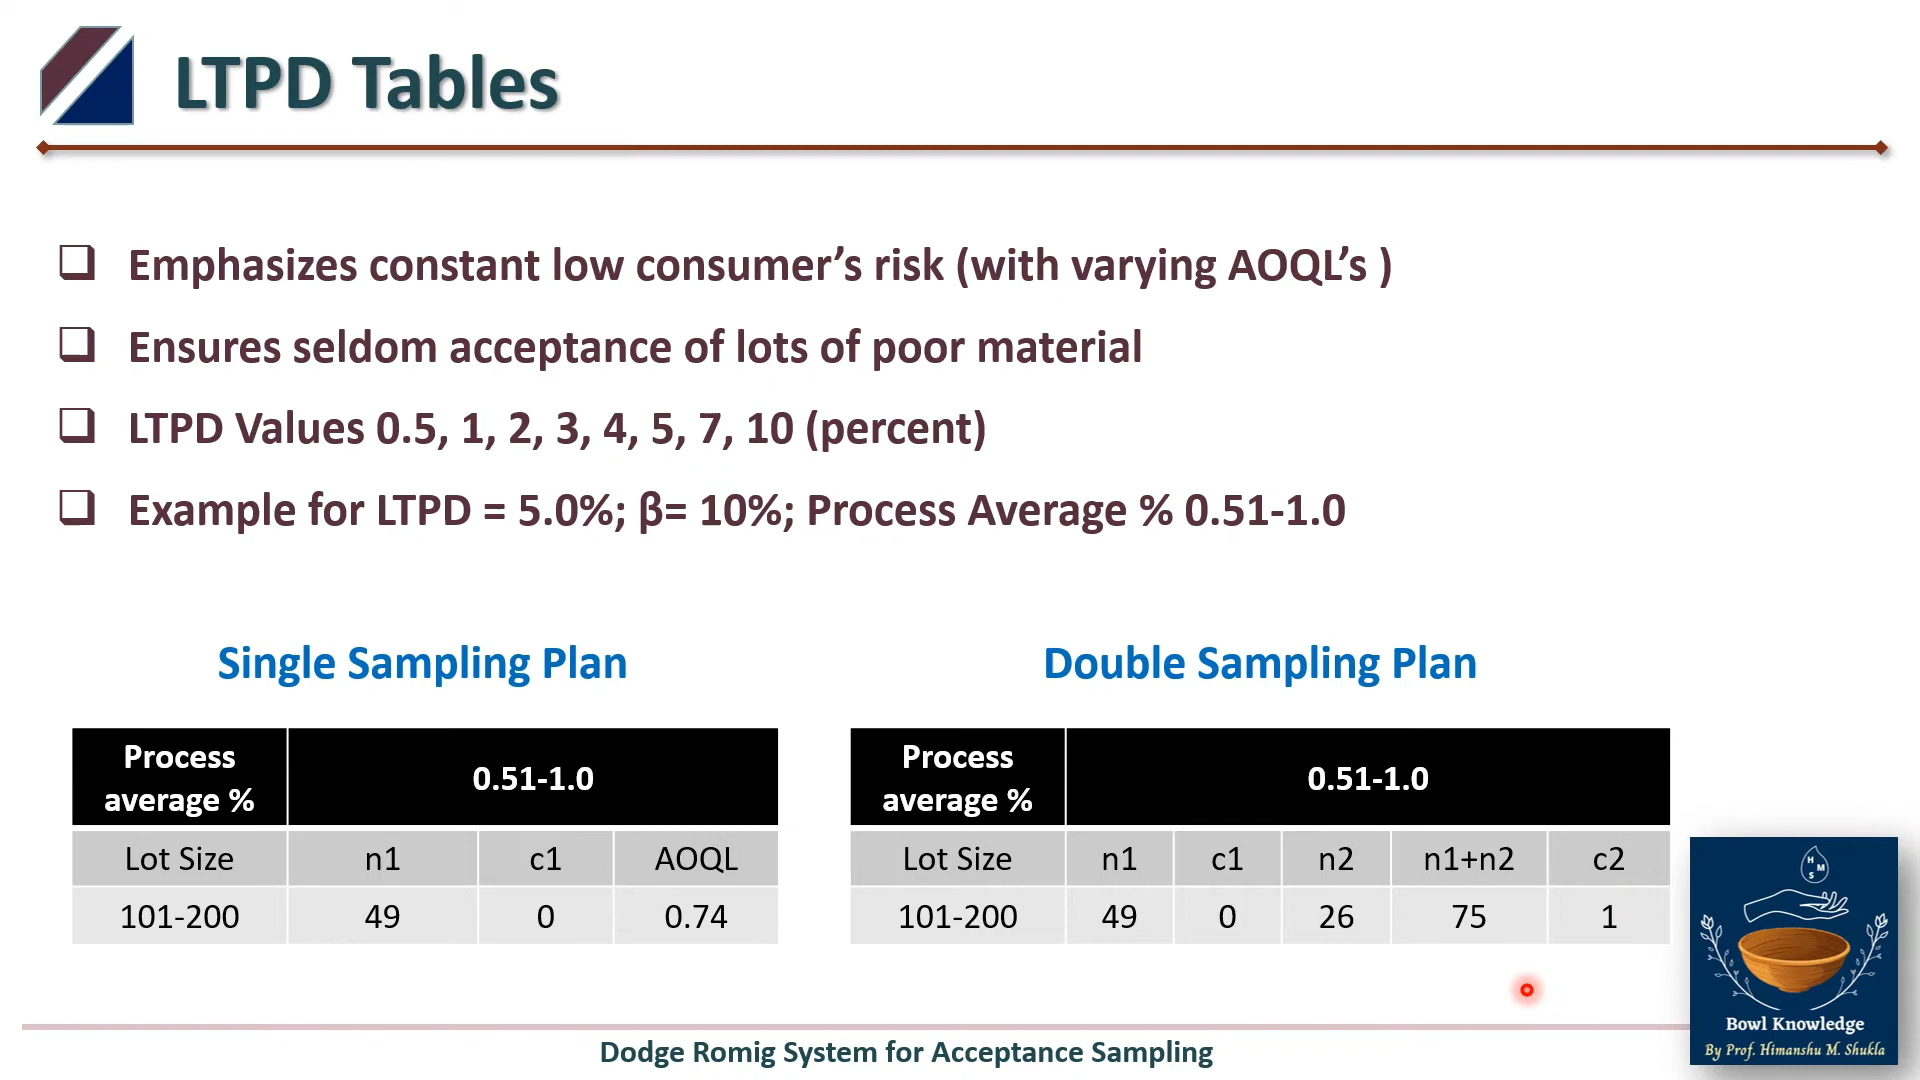 LTPD Tables
❑ Emphasizes constant low consumer’s risk (with varying AOQL’s )
❑ Ensures seldom acceptance of lots of poor material
❑ LTPD Values 0.5, 1, 2, 3, 4, 5, 7, 10 (percent)
❑ Example for LTPD = 5.0%; β= 10%; Process Average % 0.51-1.0
Single Sampling Plan
Process average % 0.51-1.0
Lot Size n1 c1 AOQL
101-200 49 0 0.74
Double Sampling Plan
Process average % 0.51-1.0
Lot Size n1 c1 n2 n1+n2 c2
101-200 49 0 26 75 1
H M S
Bowl Knowledge
By Prof. Himanshu M. Shukla
Dodge Romig System for Acceptance Sampling